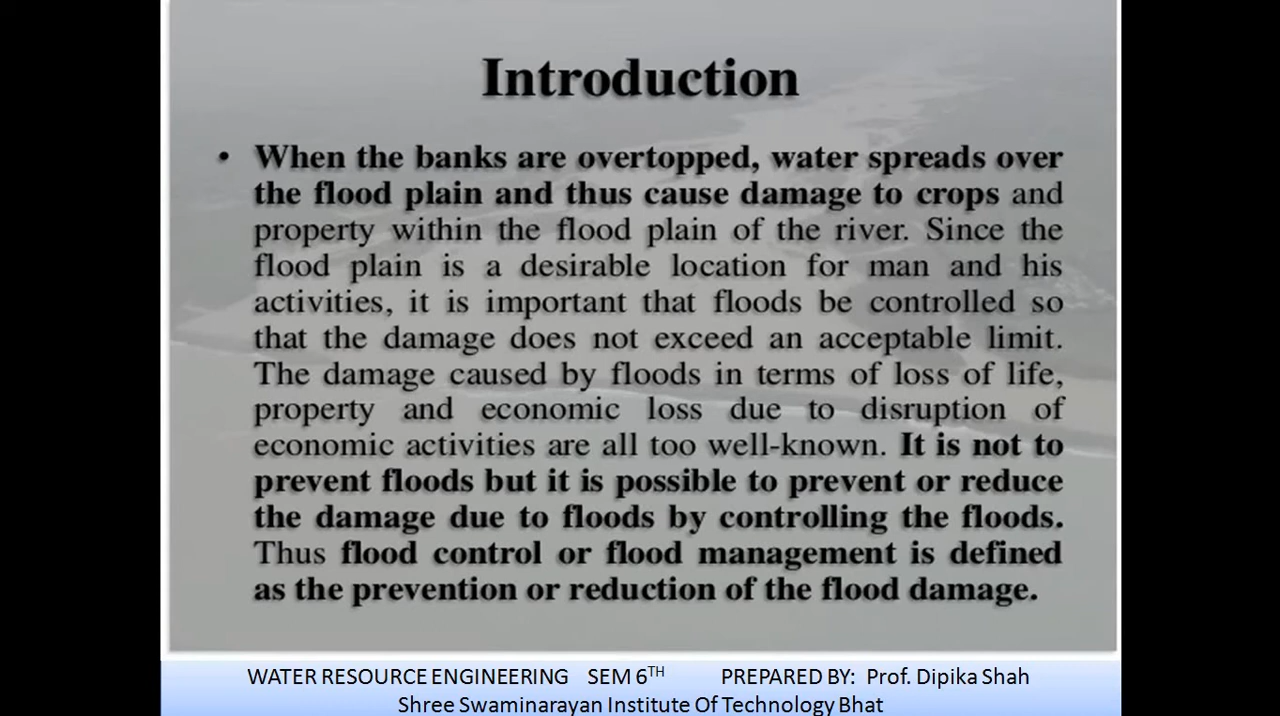 Introduction
• When the banks are overtopped, water spreads over
the flood plain and thus cause damage to crops and
property within the flood plain of the river. Since the
flood plain is a desirable location for man and his
activities, it is important that floods be controlled so
that the damage does not exceed an acceptable limit.
The damage caused by floods in terms of loss of life,
property and economic loss due to disruption of
economic activities are all too well-known. It is not to
prevent floods but it is possible to prevent or reduce
the damage due to floods by controlling the floods.
Thus flood control or flood management is defined
as the prevention or reduction of the flood damage.
WATER RESOURCE ENGINEERING SEM 6TH PREPARED BY: Prof. Dipika Shah
Shree Swaminarayan Institute Of Technology Bhat